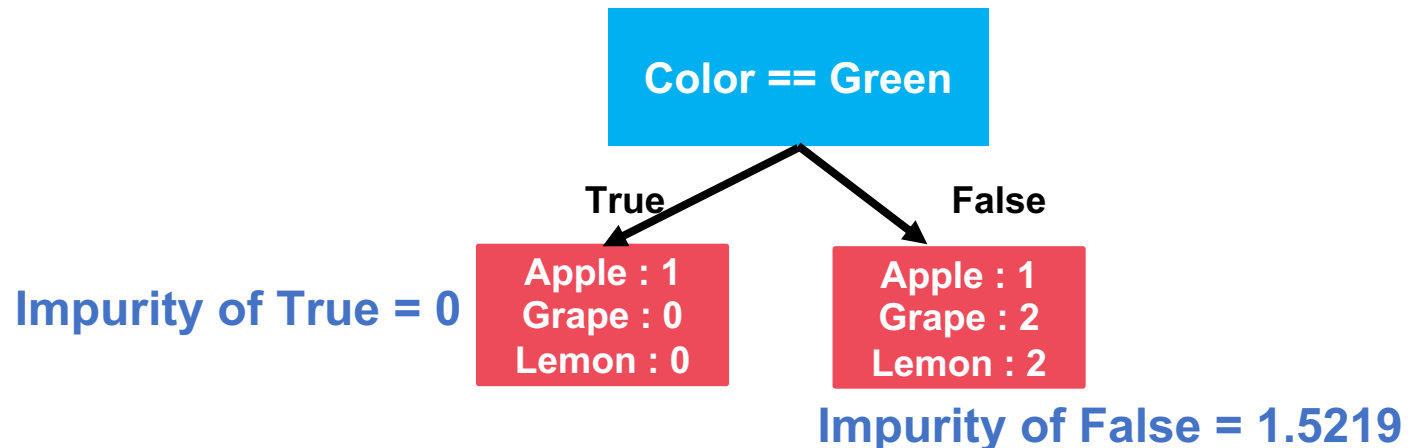 Color == Green
True
False
Impurity of True = 0
Apple : 1
Grape : 0
Lemon : 0
Apple : 1
Grape : 2
Lemon : 2
Impurity of False = 1.5219